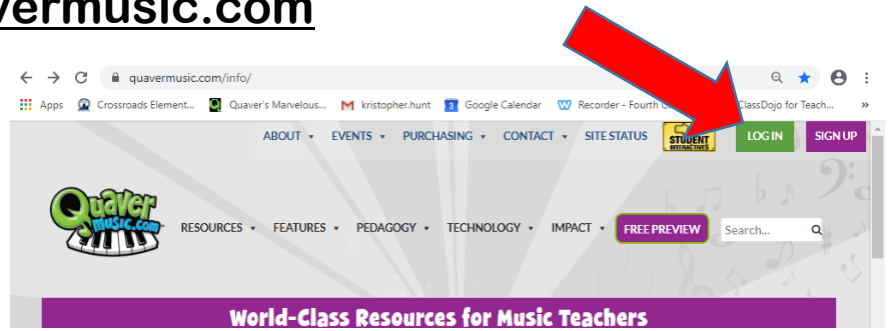 vermusic.com
quavermusic.com/info/
Apps Crossroads Element... Quaver's Marvelous... kristopher.hunt 3 Google Calendar Recorder - Fourth ClassDojo for Teach... »
ABOUT EVENTS PURCHASING CONTACT SITE STATUS STUDENT INTERACTIVES LOG IN SIGN UP
Quaver Music.com RESOURCES FEATURES PEDAGOGY TECHNOLOGY IMPACT FREE PREVIEW Search...
World-Class Resources for Music Teachers